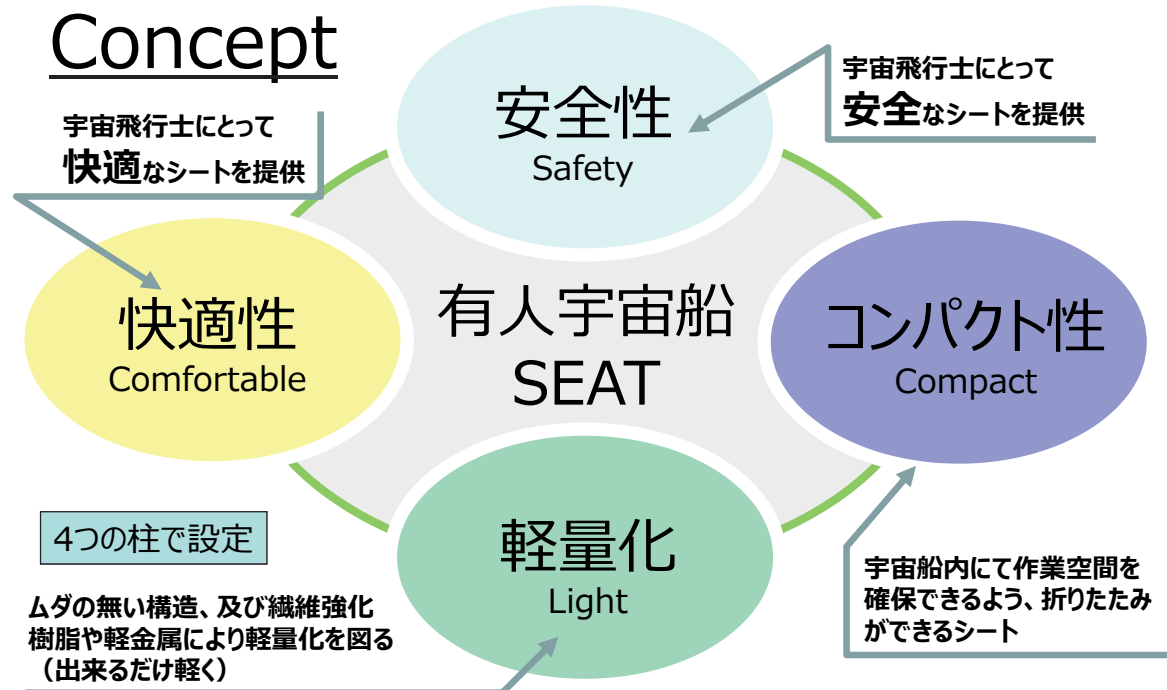 Concept
宇宙飛行士にとって
快適なシートを提供
安全性
Safety
宇宙飛行士にとって
安全なシートを提供
快適性
Comfortable
有人宇宙船
SEAT
コンパクト性
Compact
4つの柱で設定
軽量化
Light
ムダの無い構造、及び繊維強化
樹脂や軽金属により軽量化を図る
（出来るだけ軽く）
宇宙船内にて作業空間を
確保できるよう、折りたたみ
ができるシート